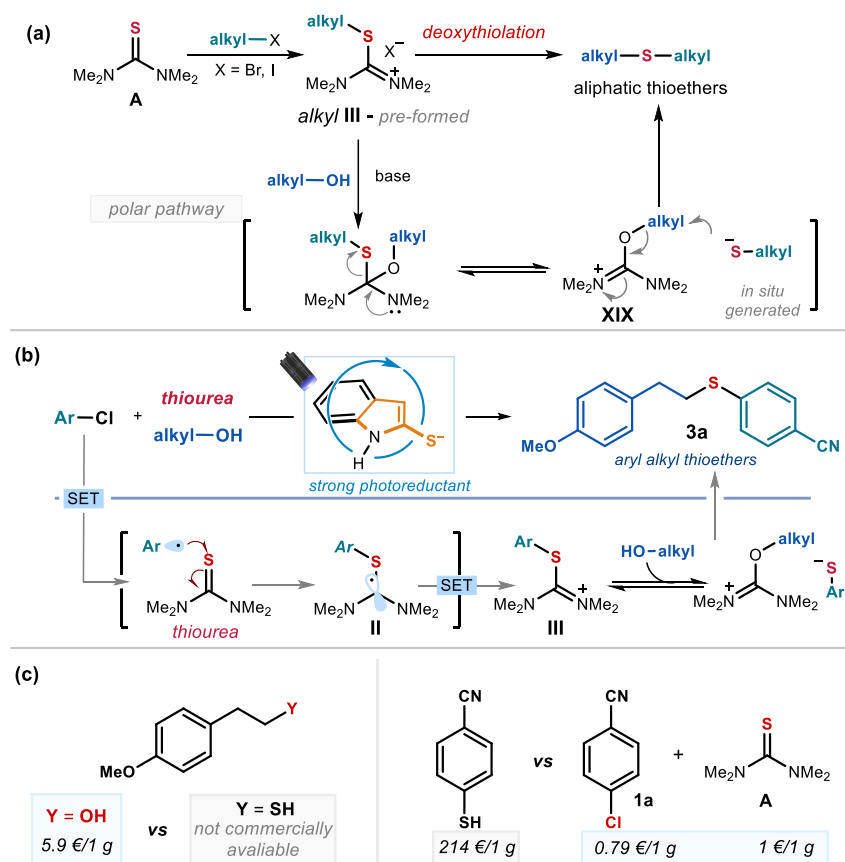 (a)
S
Me2N NMe2
A
alkyl—X
X = Br, I
alkyl
S
X−
Me2N + NMe2
alkyl III - pre-formed
deoxythiolation
alkyl—S—alkyl
aliphatic thioethers
alkyl—OH base
polar pathway
alkyl
S
alkyl
O
Me2N NMe2
alkyl
O
+
Me2N NMe2
XIX
−
S—alkyl
in situ
generated
(b)
Ar—Cl
+
thiourea
alkyl—OH
N
H
S−
strong photoreductant
S
MeO
CN
3a
aryl alkyl thioethers
SET
Ar
S
Me2N NMe2
thiourea
Ar
S
Me2N NMe2
II
SET
Ar
S
+
Me2N NMe2
III
HO—alkyl
alkyl
O
+
Me2N NMe2
−
S
Ar
(c)
Y
MeO
Y = OH
5.9 €/1 g
vs
Y = SH
not commercially
avaliable
CN
SH
214 €/1 g
vs
CN
1a
Cl
0.79 €/1 g
+
S
Me2N NMe2
A
1 €/1 g